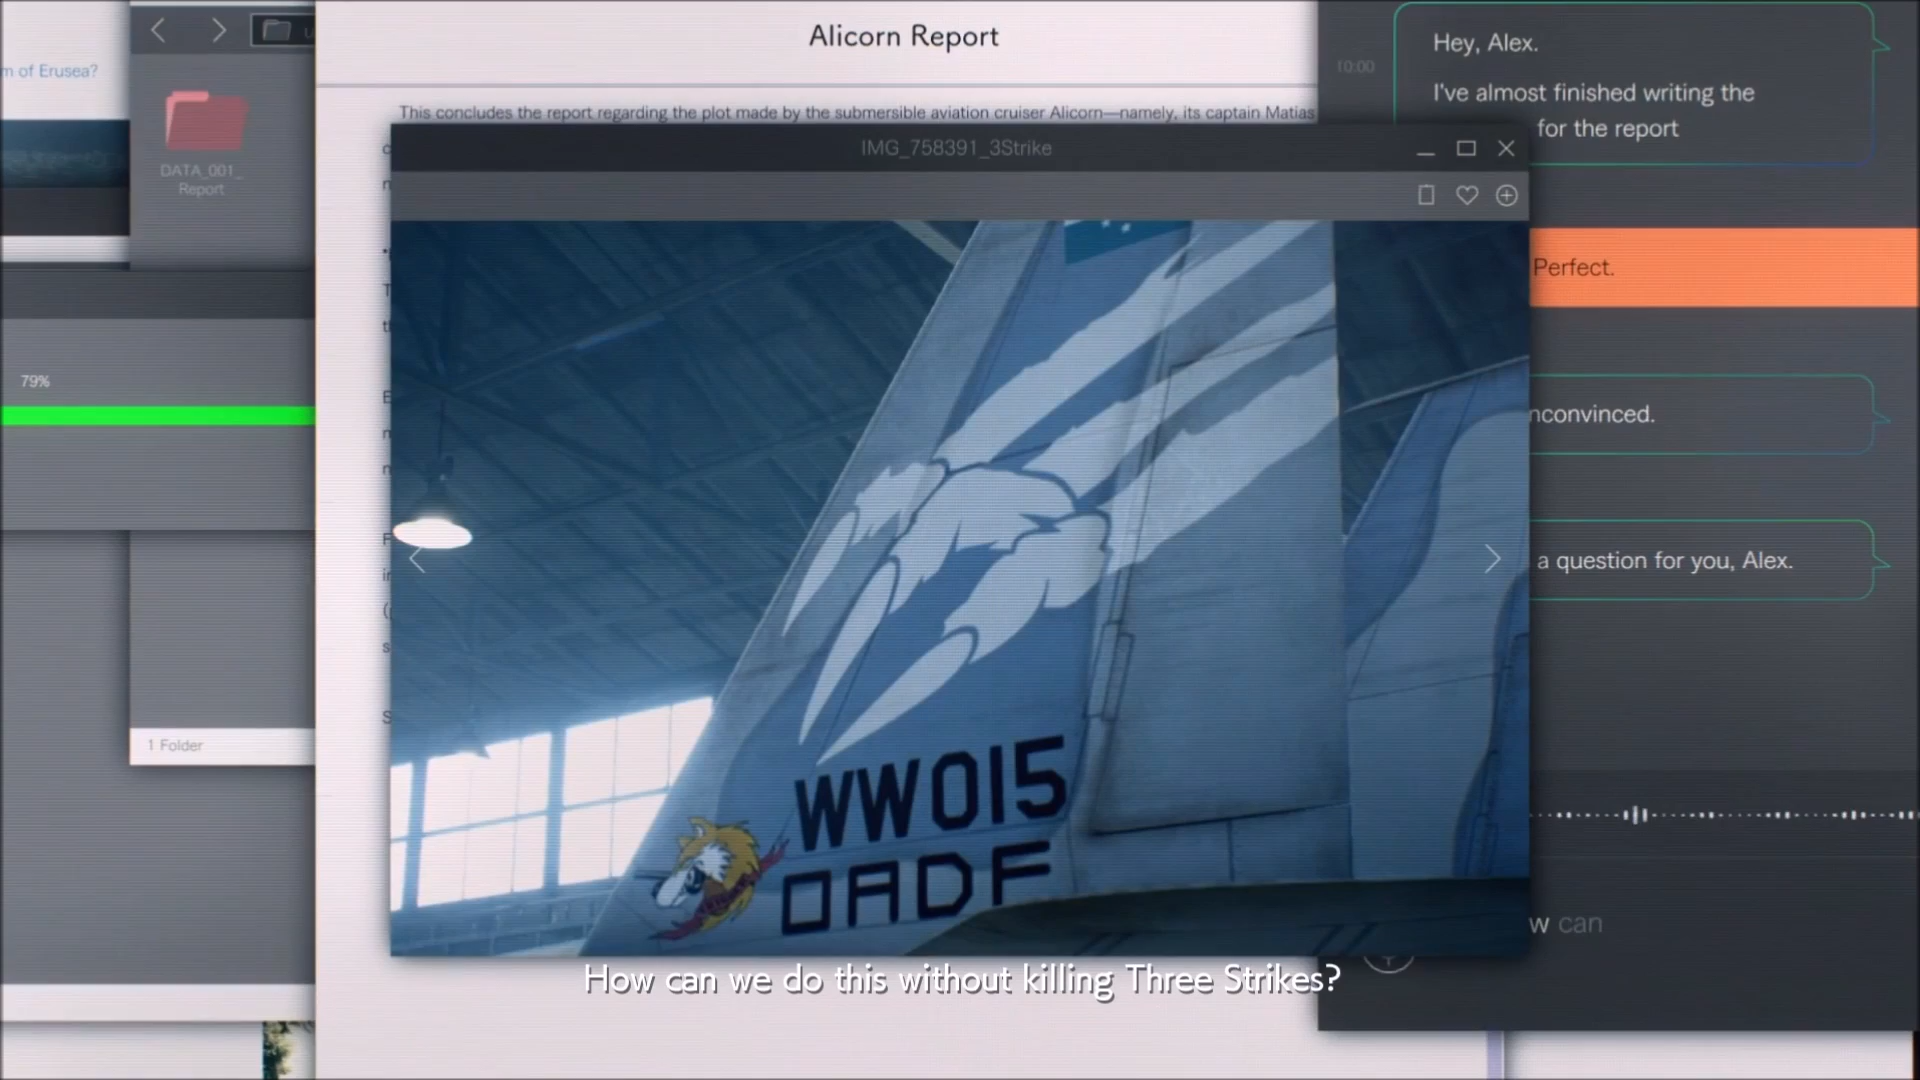 Alicorn Report
This concludes the report regarding the plot made by the submersible aviation cruiser Alicorn—namely, its captain Matias
m of Erusea?
DATA_001_
Report
79%
1 Folder
IMG_758391_3Strike
WW015
OADF
10:00
Hey, Alex.
I've almost finished writing the
for the report
Perfect.
nconvinced.
a question for you, Alex.
w can
How can we do this without killing Three Strikes?